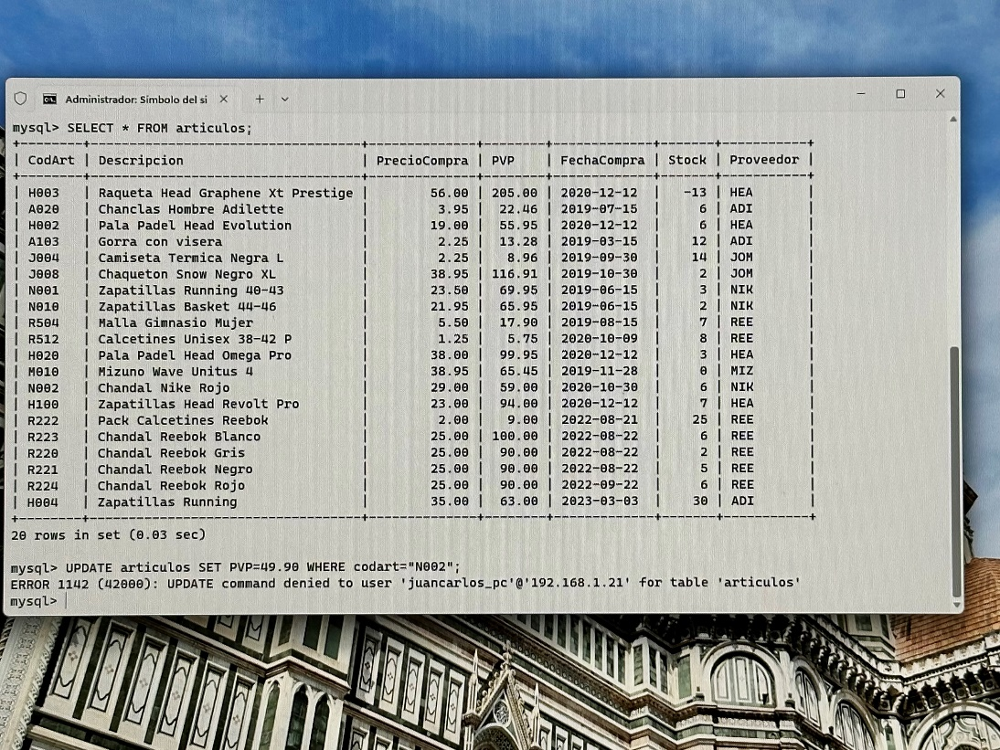 Administrador: Símbolo del si
mysql> SELECT * FROM articulos;
+--------+--------------------------------+-------------+--------+-------------+-------+-----------+
| CodArt | Descripcion | PrecioCompra | PVP | FechaCompra | Stock | Proveedor |
+--------+--------------------------------+-------------+--------+-------------+-------+-----------+
| H003 | Raqueta Head Graphene Xt Prestige | 56.00 | 205.00 | 2020-12-12 | -13 | HEA |
| A020 | Chanclas Hombre Adilette | 3.95 | 22.46 | 2019-07-15 | 6 | ADI |
| H002 | Pala Padel Head Evolution | 19.00 | 55.95 | 2020-12-12 | 6 | HEA |
| A103 | Gorra con visera | 2.25 | 13.28 | 2019-03-15 | 12 | ADI |
| J004 | Camiseta Termica Negra L | 2.25 | 8.96 | 2019-09-30 | 14 | JOM |
| J008 | Chaqueton Snow Negro XL | 38.95 | 116.91 | 2019-10-30 | 2 | JOM |
| N001 | Zapatillas Running 40-43 | 23.50 | 69.95 | 2019-06-15 | 3 | NIK |
| N010 | Zapatillas Basket 44-46 | 21.95 | 65.95 | 2019-06-15 | 2 | NIK |
| R504 | Malla Gimnasio Mujer | 5.50 | 17.90 | 2019-08-15 | 7 | REE |
| R512 | Calcetines Unisex 38-42 P | 1.25 | 5.75 | 2020-10-09 | 8 | REE |
| H020 | Pala Padel Head Omega Pro | 38.00 | 99.95 | 2020-12-12 | 3 | HEA |
| M010 | Mizuno Wave Unitus 4 | 38.95 | 65.45 | 2019-11-28 | 0 | MIZ |
| N002 | Chandal Nike Rojo | 29.00 | 59.00 | 2020-10-30 | 6 | NIK |
| H100 | Zapatillas Head Revolt Pro | 23.00 | 94.00 | 2020-12-12 | 7 | HEA |
| R222 | Pack Calcetines Reebok | 2.00 | 9.00 | 2022-08-21 | 25 | REE |
| R223 | Chandal Reebok Blanco | 25.00 | 100.00 | 2022-08-22 | 6 | REE |
| R220 | Chandal Reebok Gris | 25.00 | 90.00 | 2022-08-22 | 2 | REE |
| R221 | Chandal Reebok Negro | 25.00 | 90.00 | 2022-08-22 | 5 | REE |
| R224 | Chandal Reebok Rojo | 25.00 | 90.00 | 2022-09-22 | 6 | REE |
| H004 | Zapatillas Running | 35.00 | 63.00 | 2023-03-03 | 30 | ADI |
+--------+--------------------------------+-------------+--------+-------------+-------+-----------+
20 rows in set (0.03 sec)
mysql> UPDATE articulos SET PVP=49.90 WHERE codart="N002";
ERROR 1142 (42000): UPDATE command denied to user 'juancarlos_pc'@'192.168.1.21' for table 'articulos'
mysql>